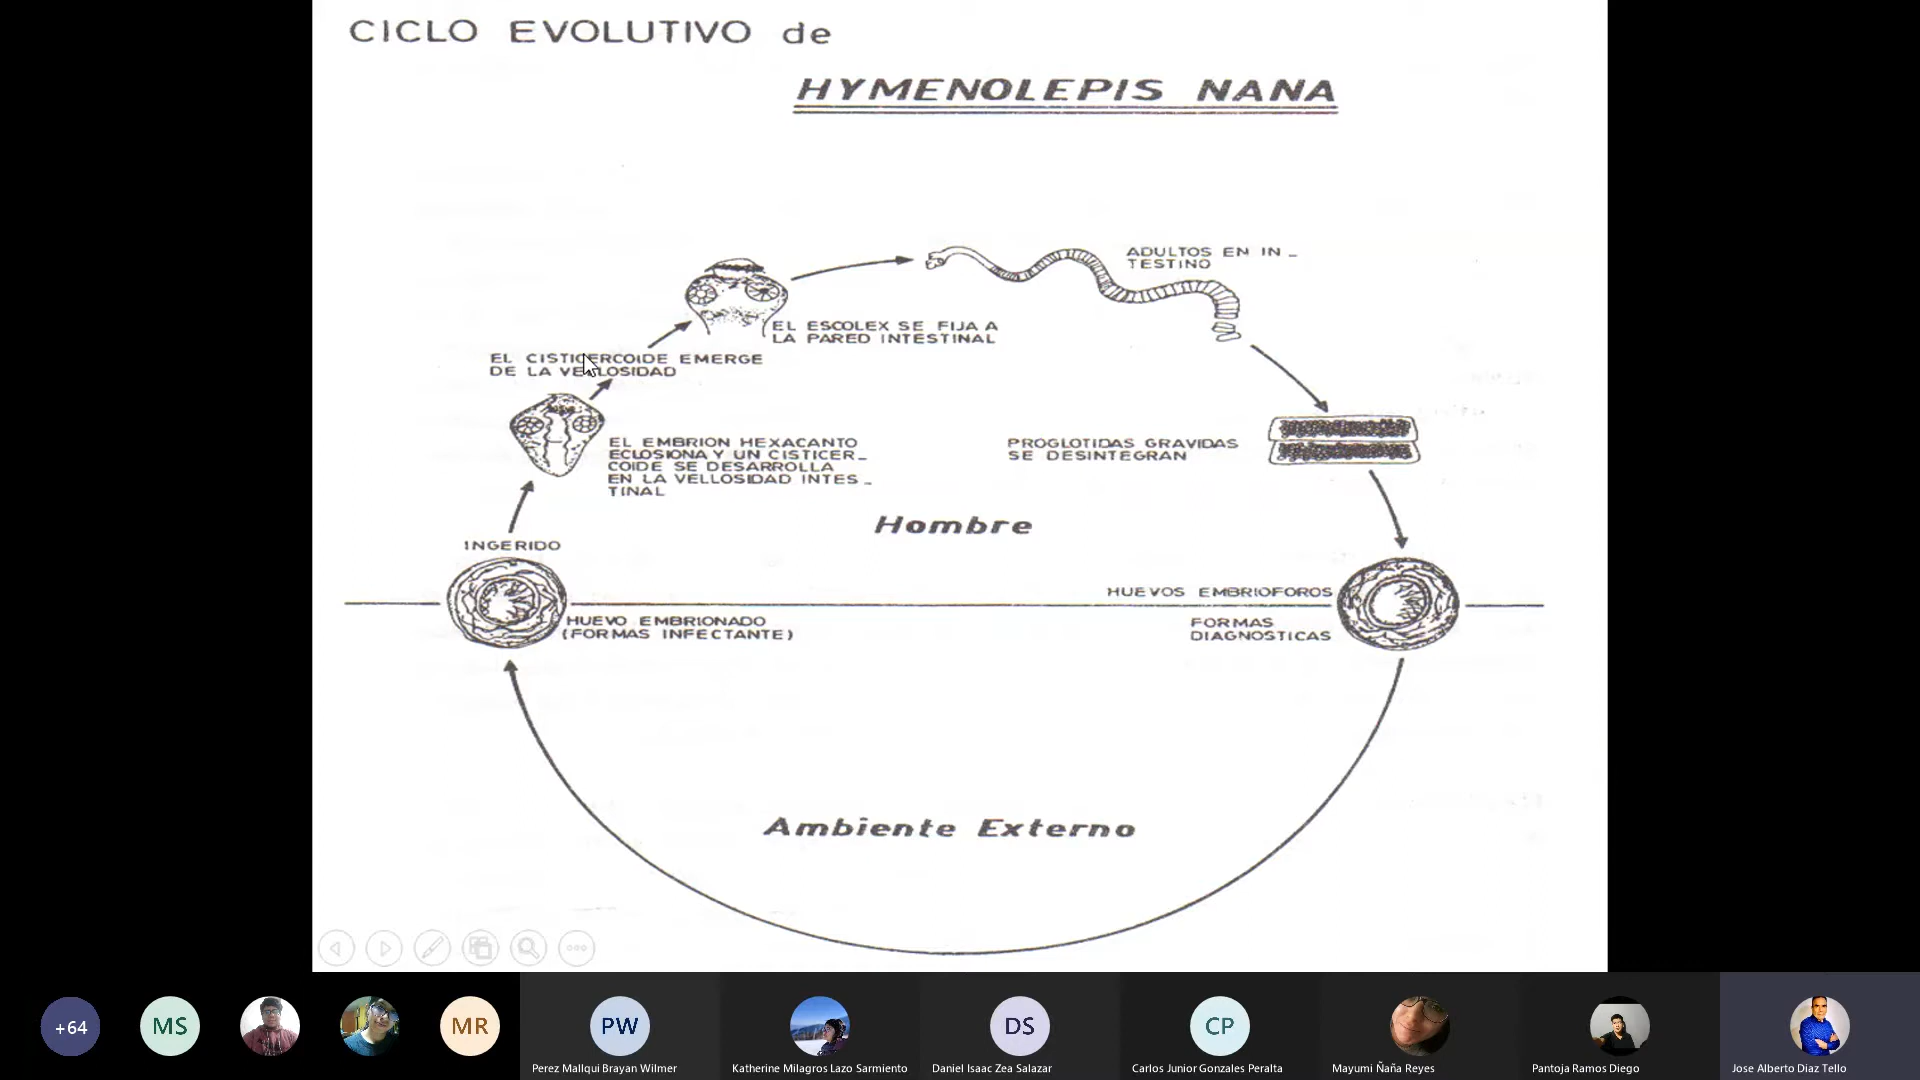 CICLO EVOLUTIVO de
HYMENOLEPIS NANA
ADULTOS EN IN_
TESTINO
EL ESCOLEX SE FIJA A
LA PARED INTESTINAL
EL CISTICERCOIDE EMERGE
DE LA VELLOSIDAD
EL EMBRION HEXACANTO
ECLOSIONA Y UN CISTICER_
COIDE SE DESARROLLA
EN LA VELLOSIDAD INTES_
TINAL
PROGLOTIDAS GRAVIDAS
SE DESINTEGRAN
Hombre
INGERIDO
HUEVO EMBRIONADO
(FORMAS INFECTANTE)
HUEVOS EMBRIOFOROS
FORMAS
DIAGNOSTICAS
Ambiente Externo
+64
MS
MR
PW
DS
CP
Perez Mallqui Brayan Wilmer
Katherine Milagros Lazo Sarmiento
Daniel Isaac Zea Salazar
Carlos Junior Gonzales Peralta
Mayumi Ñaña Reyes
Pantoja Ramos Diego
Jose Alberto Diaz Tello